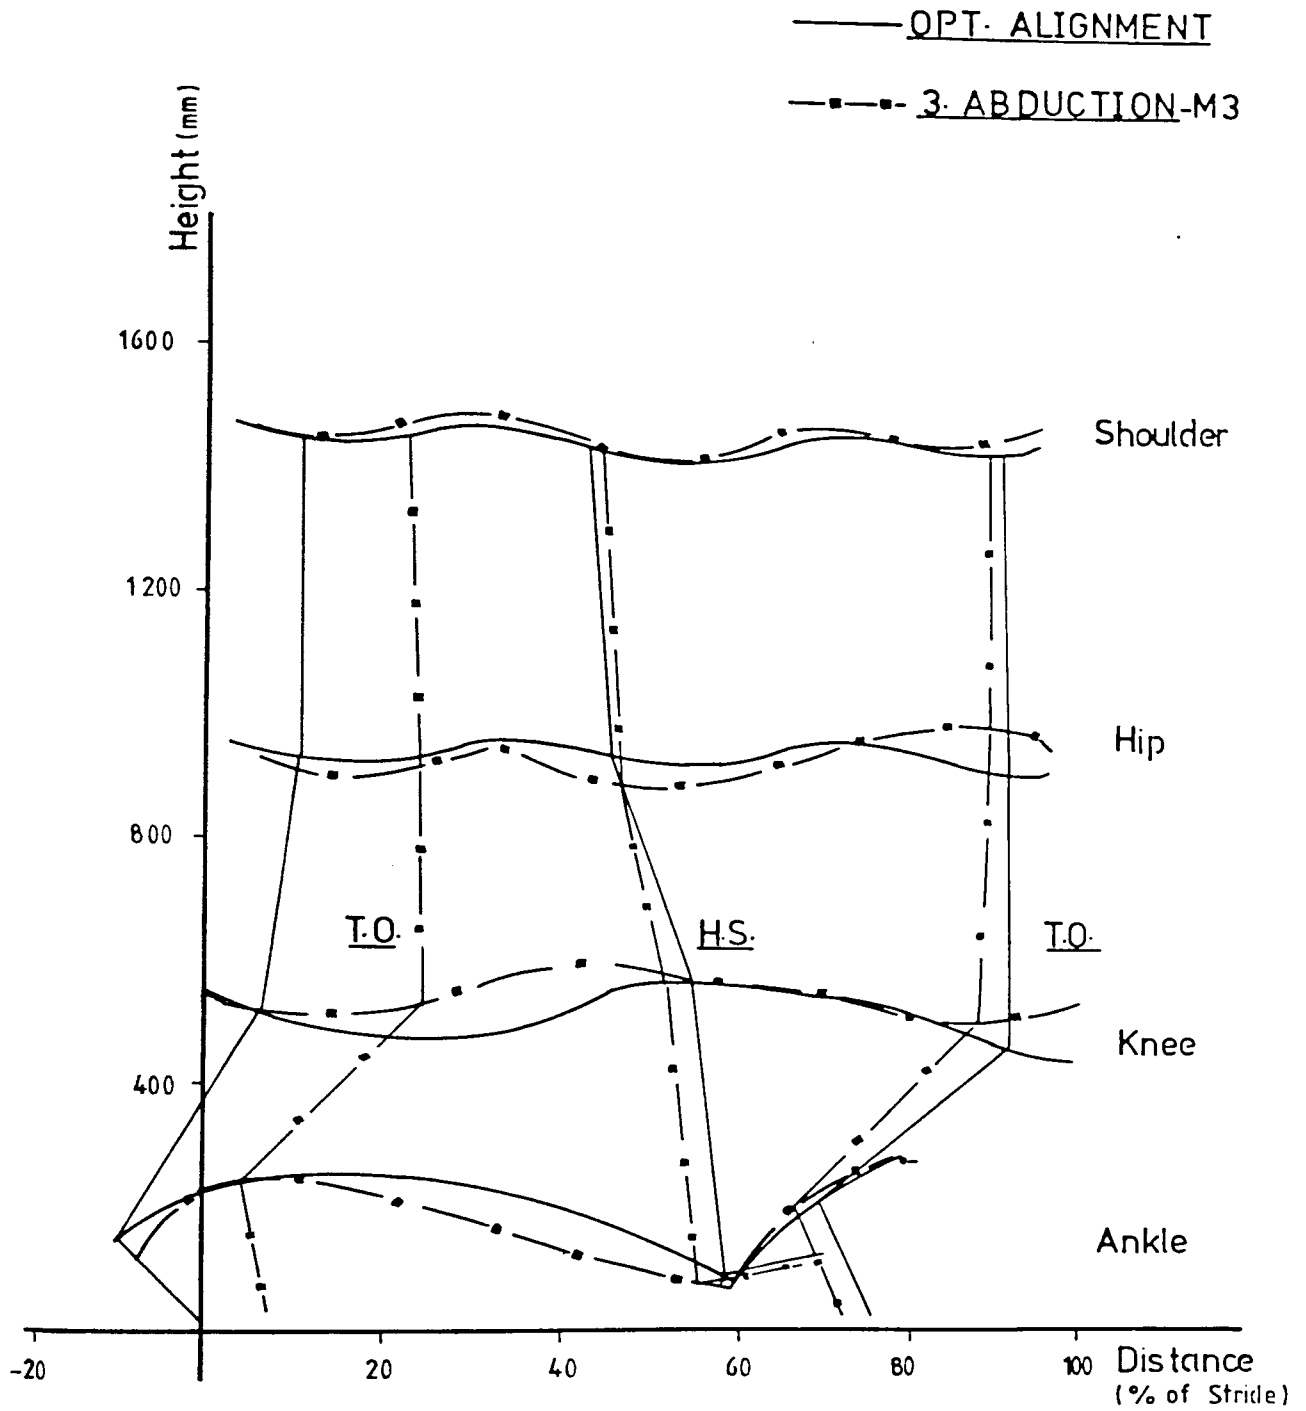 OPT. ALIGNMENT
3. ABDUCTION-M3
Height (mm)
1600
Shoulder
1200
Hip
800
T.O.
H.S.
T.O.
Knee
400
Ankle
-20
0
20
40
60
80
100
Distance
(% of Stride)